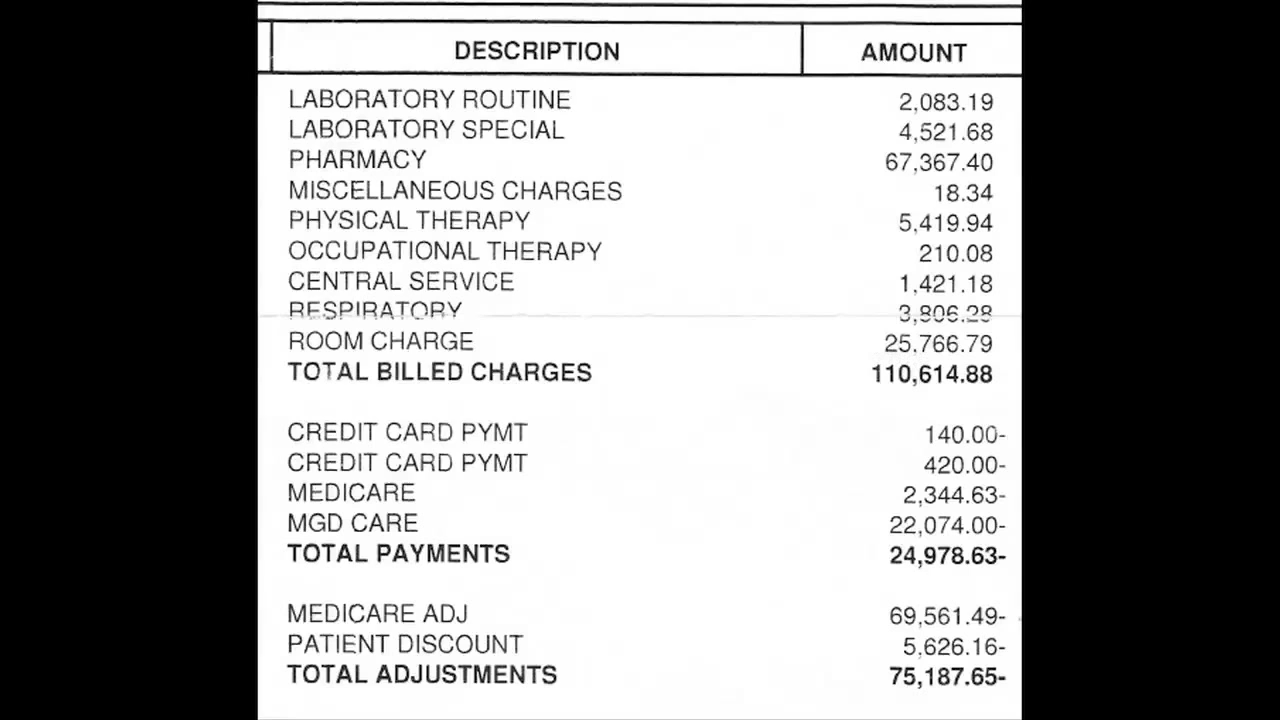 DESCRIPTION AMOUNT
LABORATORY ROUTINE 2,083.19
LABORATORY SPECIAL 4,521.68
PHARMACY 67,367.40
MISCELLANEOUS CHARGES 18.34
PHYSICAL THERAPY 5,419.94
OCCUPATIONAL THERAPY 210.08
CENTRAL SERVICE 1,421.18
RESPIRATORY 3,806.28
ROOM CHARGE 25,766.79
TOTAL BILLED CHARGES 110,614.88
CREDIT CARD PYMT 140.00-
CREDIT CARD PYMT 420.00-
MEDICARE 2,344.63-
MGD CARE 22,074.00-
TOTAL PAYMENTS 24,978.63-
MEDICARE ADJ 69,561.49-
PATIENT DISCOUNT 5,626.16-
TOTAL ADJUSTMENTS 75,187.65-